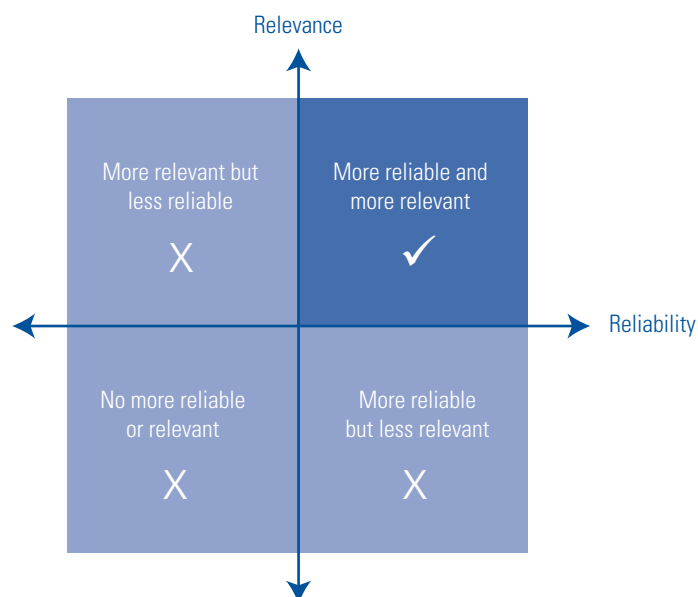 Relevance
More relevant but
less reliable
X
More reliable and
more relevant
✓
Reliability
No more reliable
or relevant
X
More reliable
but less relevant
X